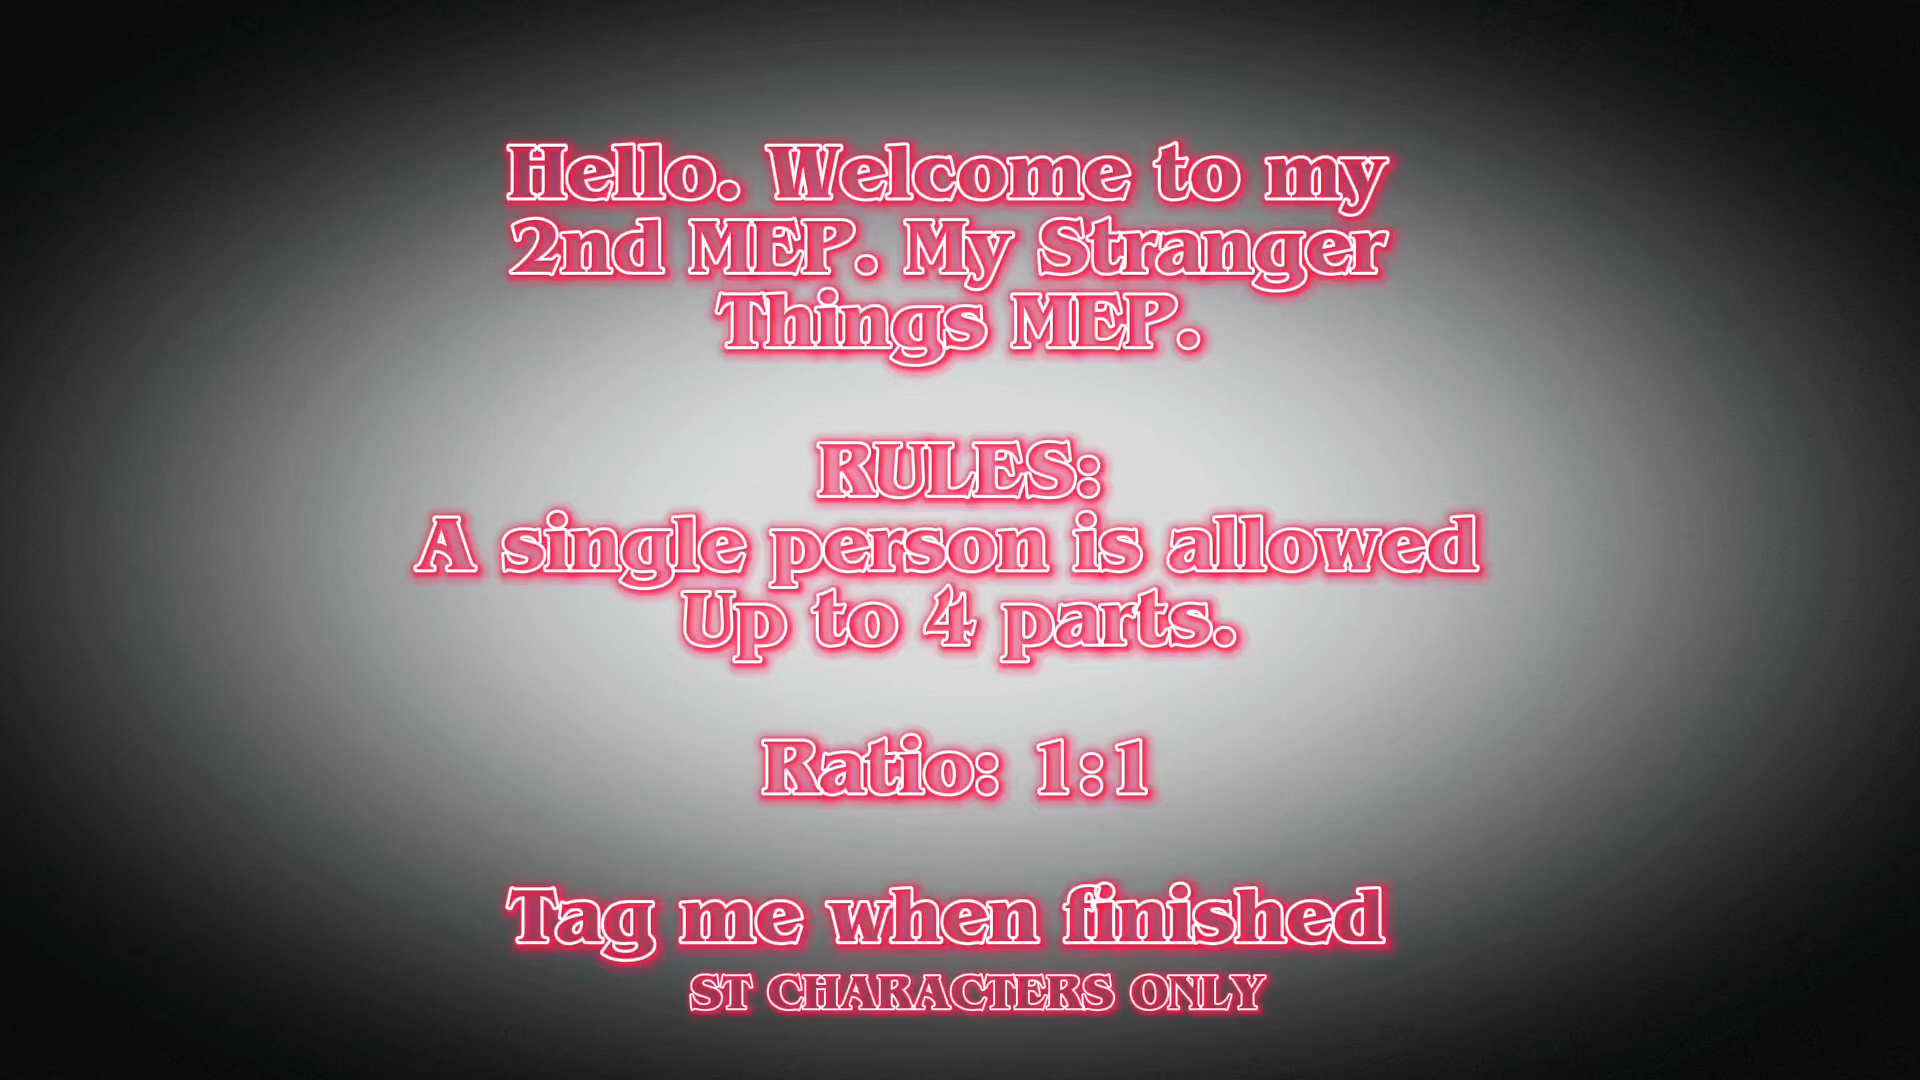 Hello. Welcome to my
2nd MEP. My Stranger
Things MEP.
RULES:
A single person is allowed
Up to 4 parts.
Ratio: 1:1
Tag me when finished
ST CHARACTERS ONLY